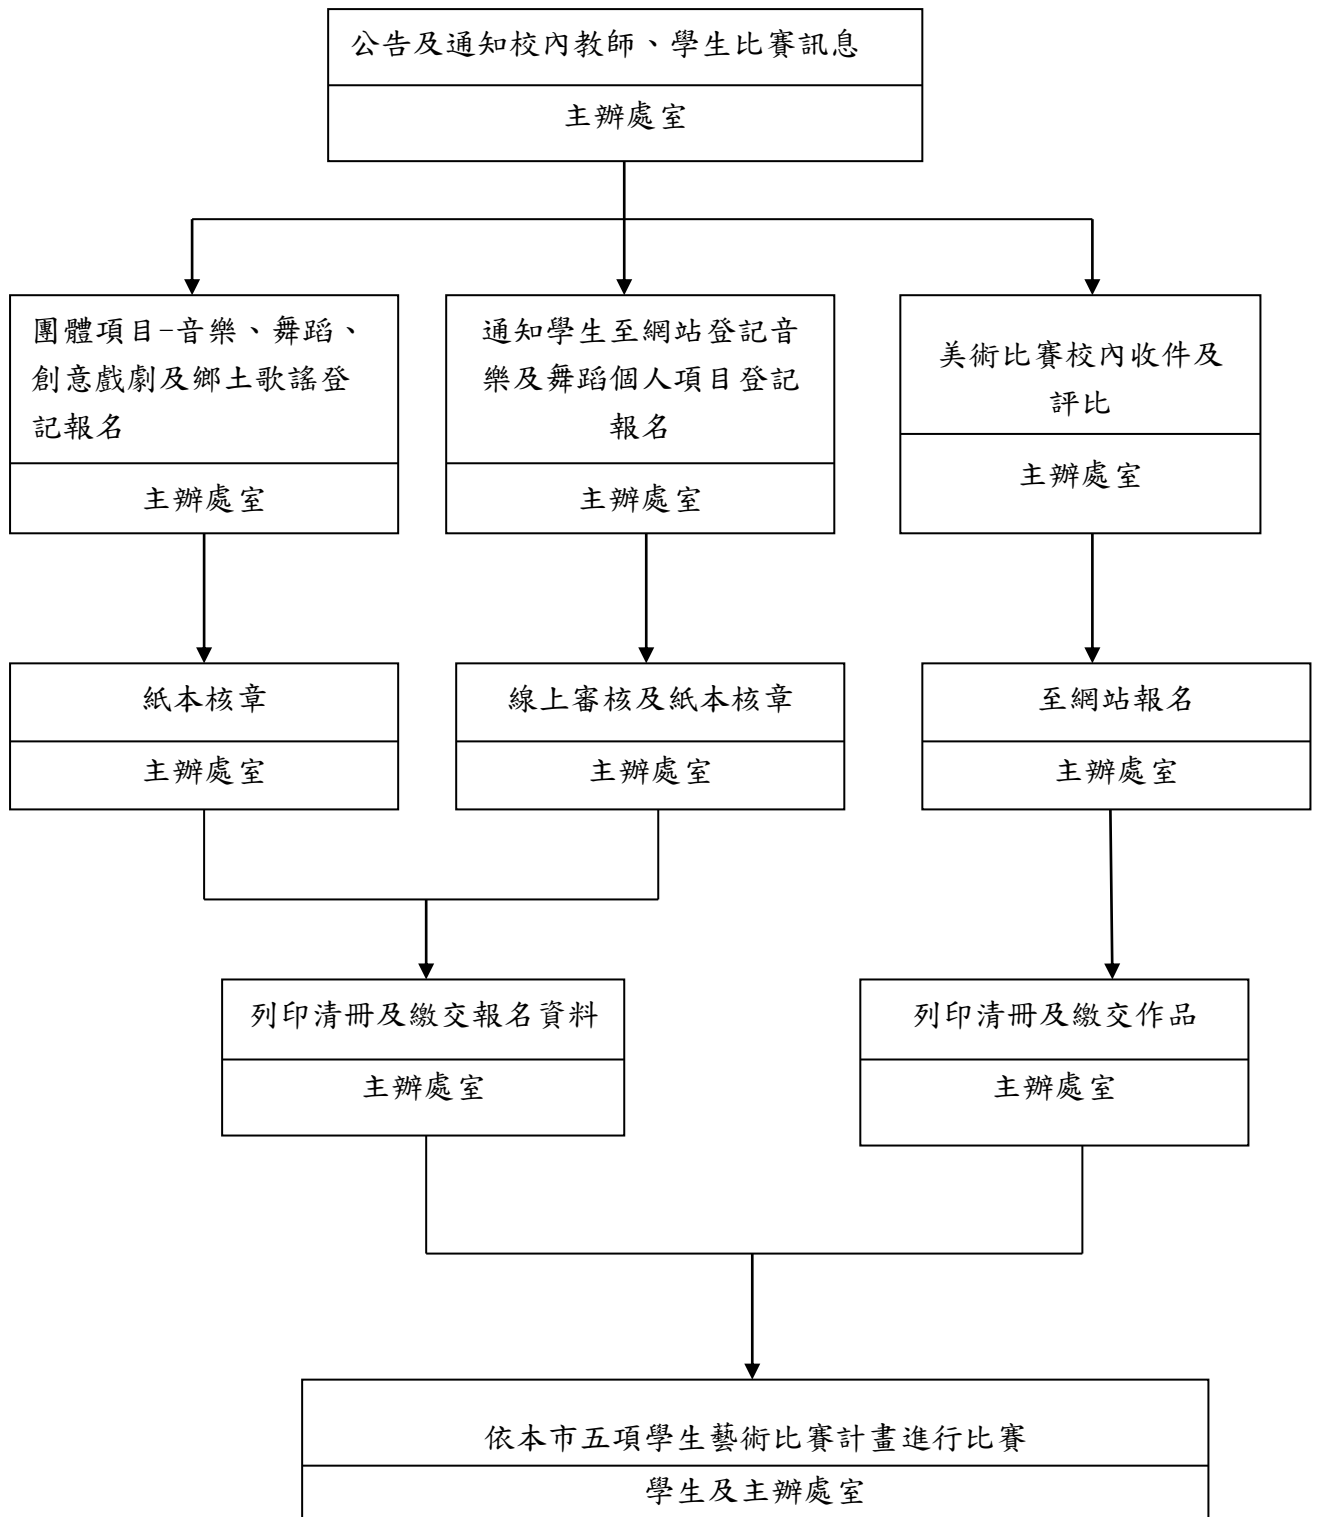 公告及通知校內教師、學生比賽訊息
主辦處室
團體項目-音樂、舞蹈、
創意戲劇及鄉土歌謠登
記報名
主辦處室
通知學生至網站登記音
樂及舞蹈個人項目登記
報名
主辦處室
美術比賽校內收件及
評比
主辦處室
紙本核章
主辦處室
線上審核及紙本核章
主辦處室
至網站報名
主辦處室
列印清冊及繳交報名資料
主辦處室
列印清冊及繳交作品
主辦處室
依本市五項學生藝術比賽計畫進行比賽
學生及主辦處室